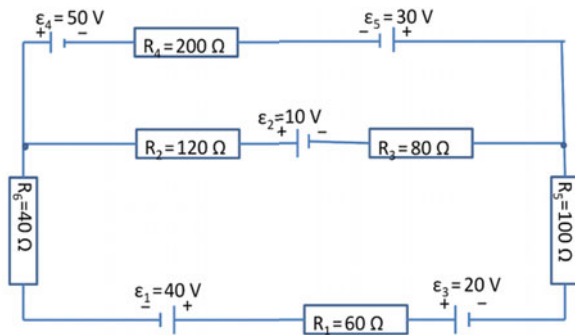 ε₄= 50 V
ε₅= 30 V
+ − − +
R₄=200 Ω
ε₂=10 V
+ −
R₂=120 Ω
R₃=80 Ω
R₆=40 Ω
R₅=100 Ω
ε₁= 40 V
ε₃= 20 V
− + + −
R₁=60 Ω